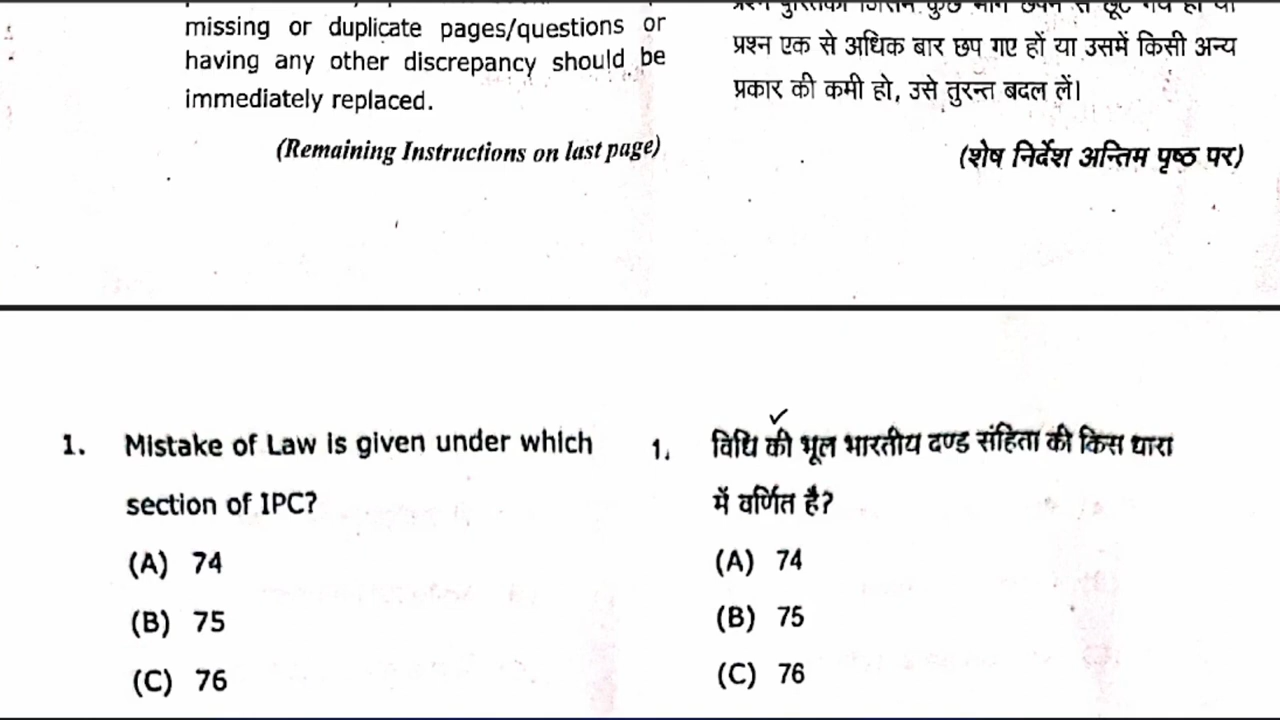 missing or duplicate pages/questions or
having any other discrepancy should be
immediately replaced.
(Remaining Instructions on last page)
प्रश्न एक से अधिक बार छप गए हों या उसमें किसी अन्य
प्रकार की कमी हो, उसे तुरन्त बदल लें।
(शेष निर्देश अन्तिम पृष्ठ पर)
1. Mistake of Law is given under which
section of IPC?
(A) 74
(B) 75
(C) 76
1. विधि की भूल भारतीय दण्ड संहिता की किस धारा
में वर्णित है?
(A) 74
(B) 75
(C) 76